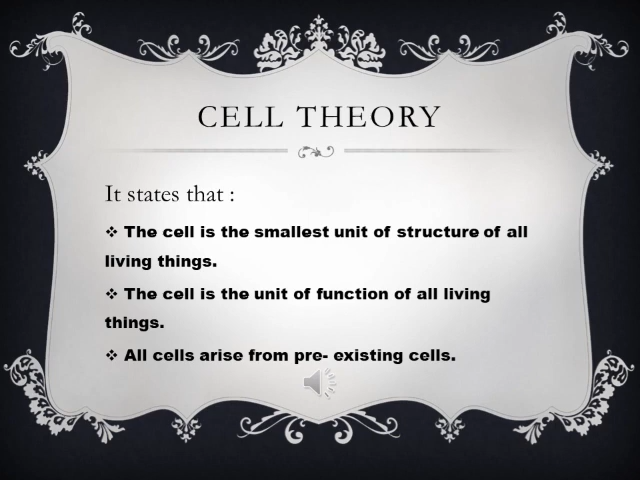 CELL THEORY
It states that :
❖ The cell is the smallest unit of structure of all
living things.
❖ The cell is the unit of function of all living
things.
❖ All cells arise from pre- existing cells.